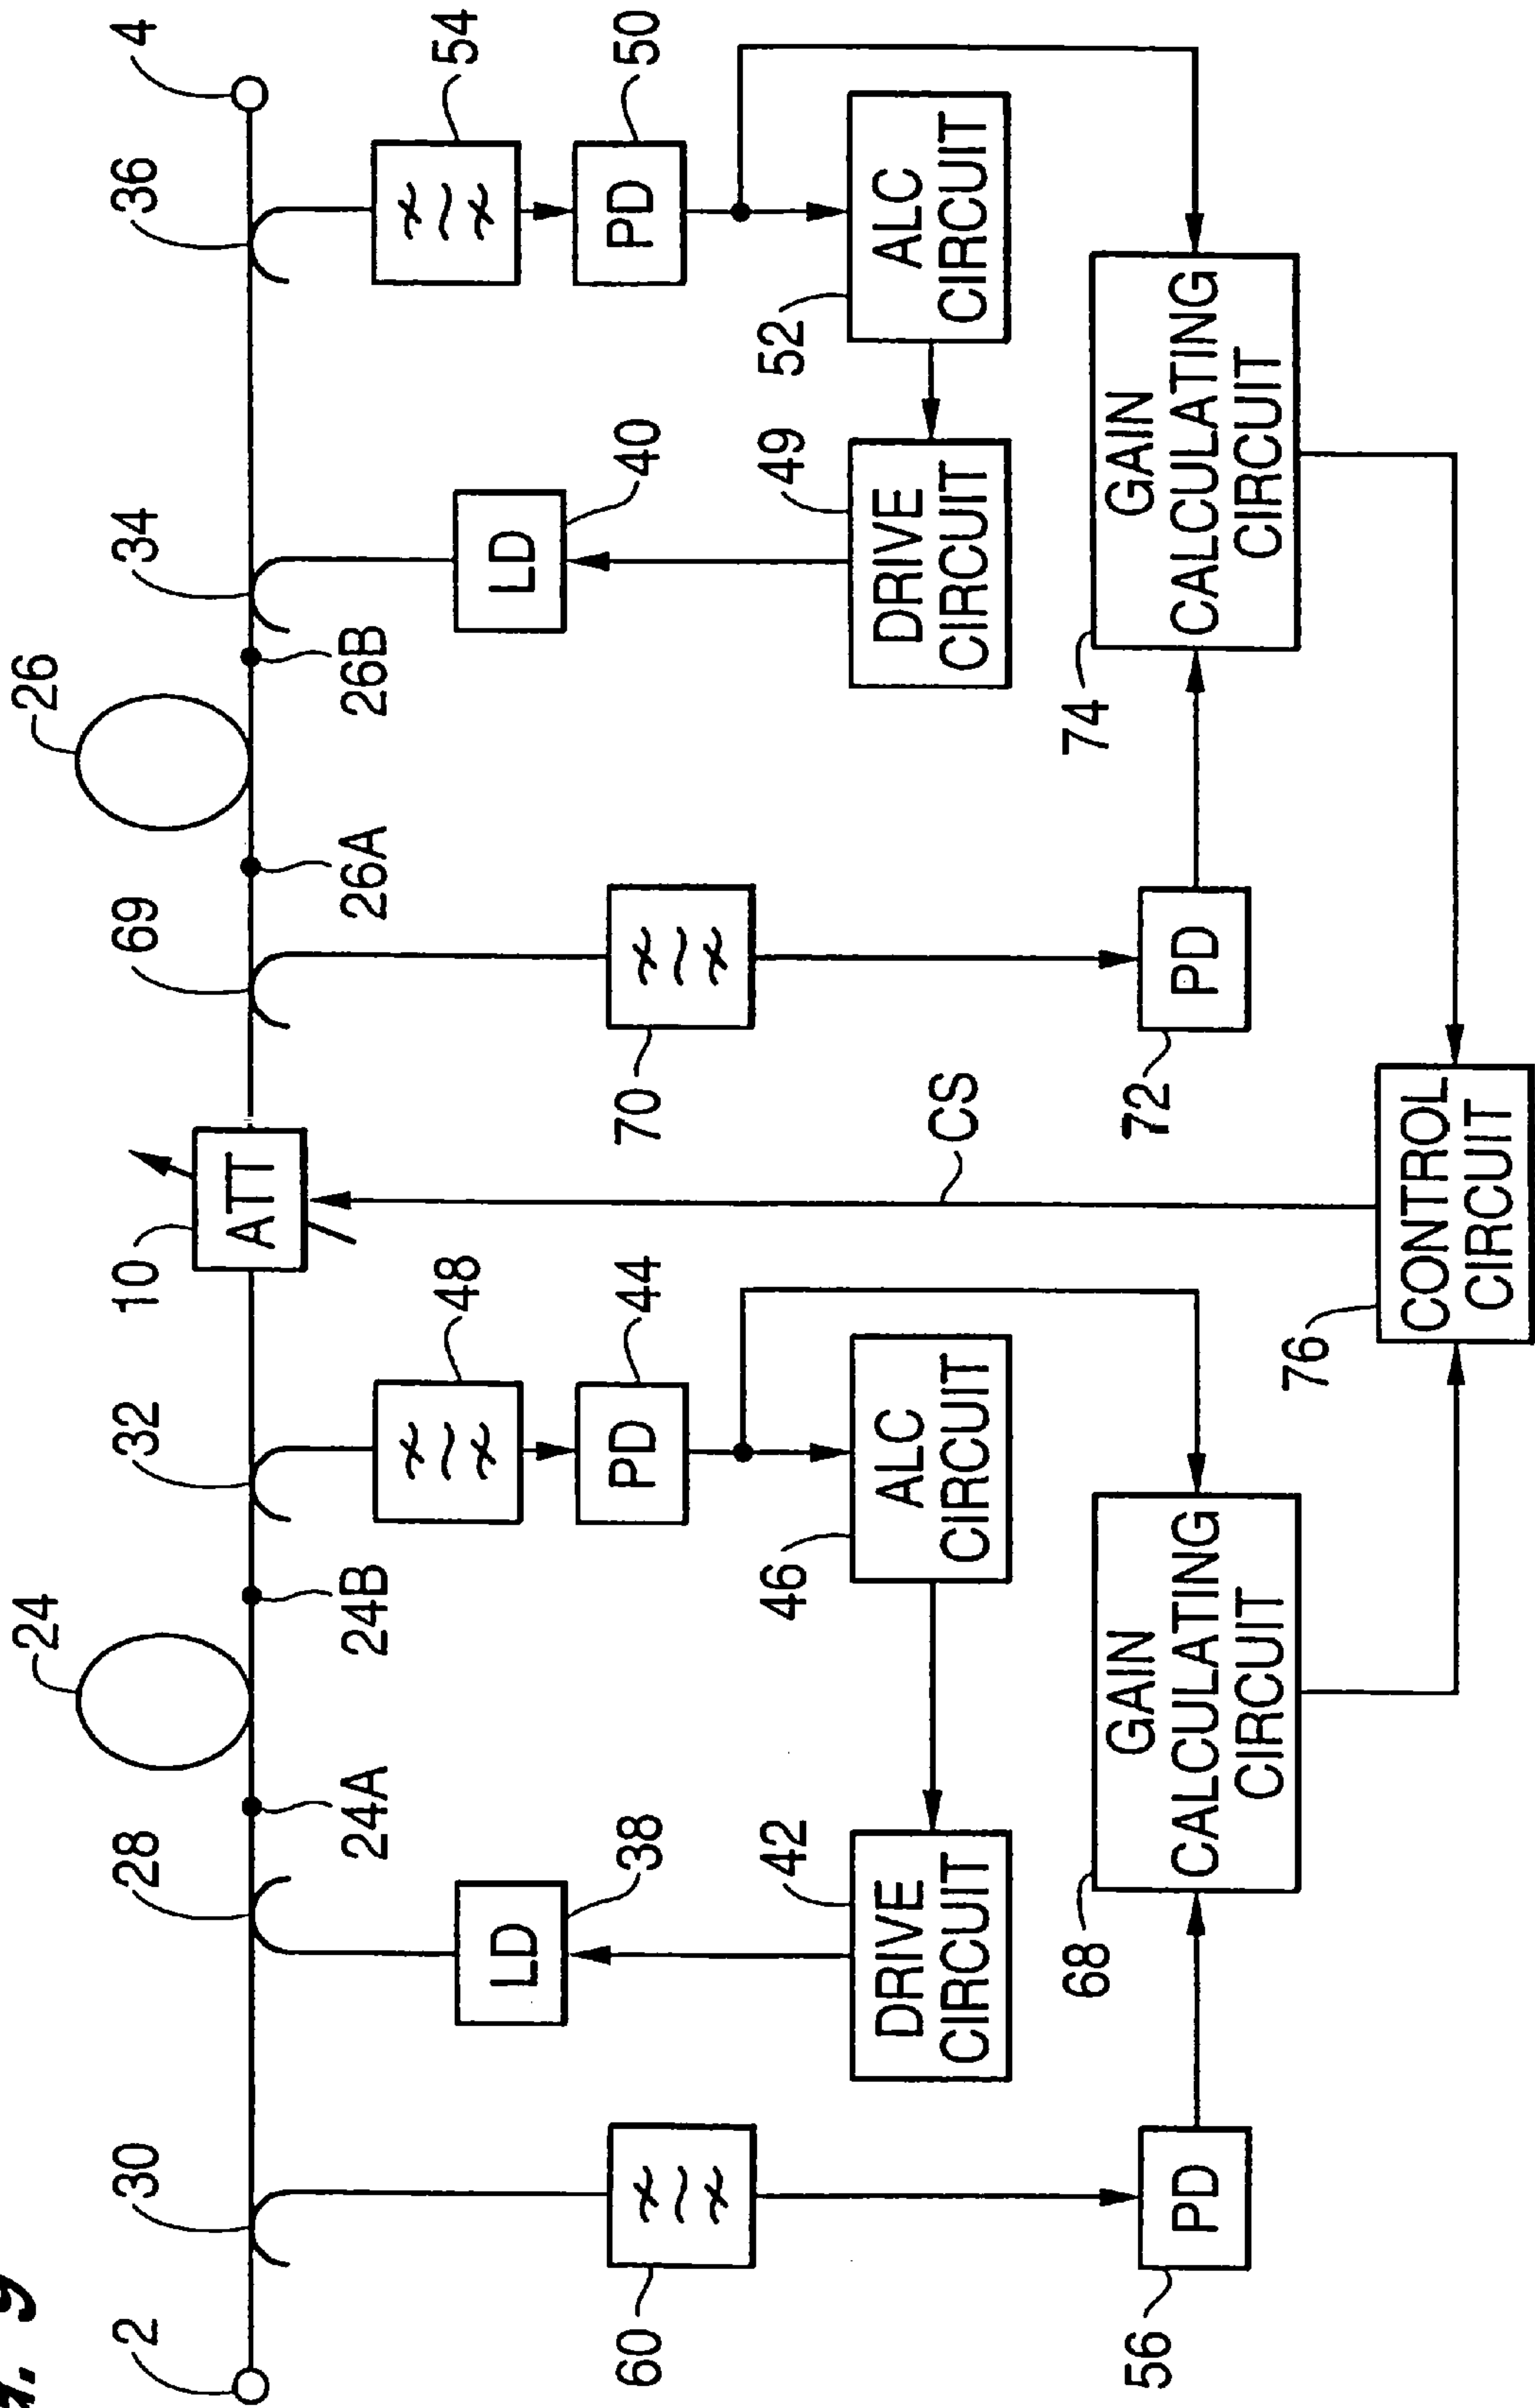 g. 9
24
26
2
30
28
32
10
69
34
36
4
ATT
24A
24B
26A
26B
48
54
LD
LD
60
38
44
70
40
50
PD
PD
42
46
49
52
DRIVE
CIRCUIT
ALC
CIRCUIT
CS
DRIVE
CIRCUIT
ALC
CIRCUIT
68
74
56
PD
GAIN
CALCULATING
CIRCUIT
72
PD
GAIN
CALCULATING
CIRCUIT
76
CONTROL
CIRCUIT